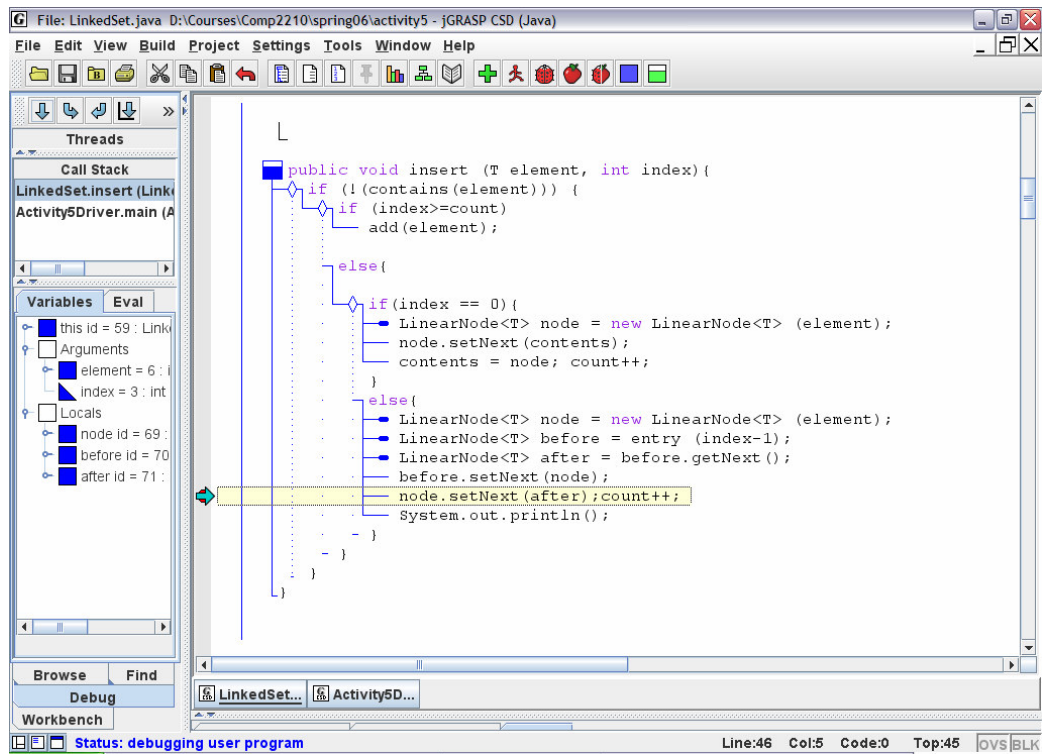 File: LinkedSet.java D:\Courses\Comp2210\spring06\activity5 - jGRASP CSD (Java)
File Edit View Build Project Settings Tools Window Help
Threads
Call Stack
LinkedSet.insert (Linke
Activity5Driver.main (A
Variables Eval
this id = 59 : Link
Arguments
element = 6 : i
index = 3 : int
Locals
node id = 69 :
before id = 70
after id = 71 :
Browse Find
Debug
Workbench
public void insert (T element, int index){
if (!(contains(element))) {
if (index>=count)
add(element);
else{
if(index == 0){
LinearNode<T> node = new LinearNode<T> (element);
node.setNext(contents);
contents = node; count++;
}
else{
LinearNode<T> node = new LinearNode<T> (element);
LinearNode<T> before = entry (index-1);
LinearNode<T> after = before.getNext();
before.setNext(node);
node.setNext(after);count++;
System.out.println();
}
}
}
}
LinkedSet... Activity5D...
Status: debugging user program Line:46 Col:5 Code:0 Top:45 OVS BLK